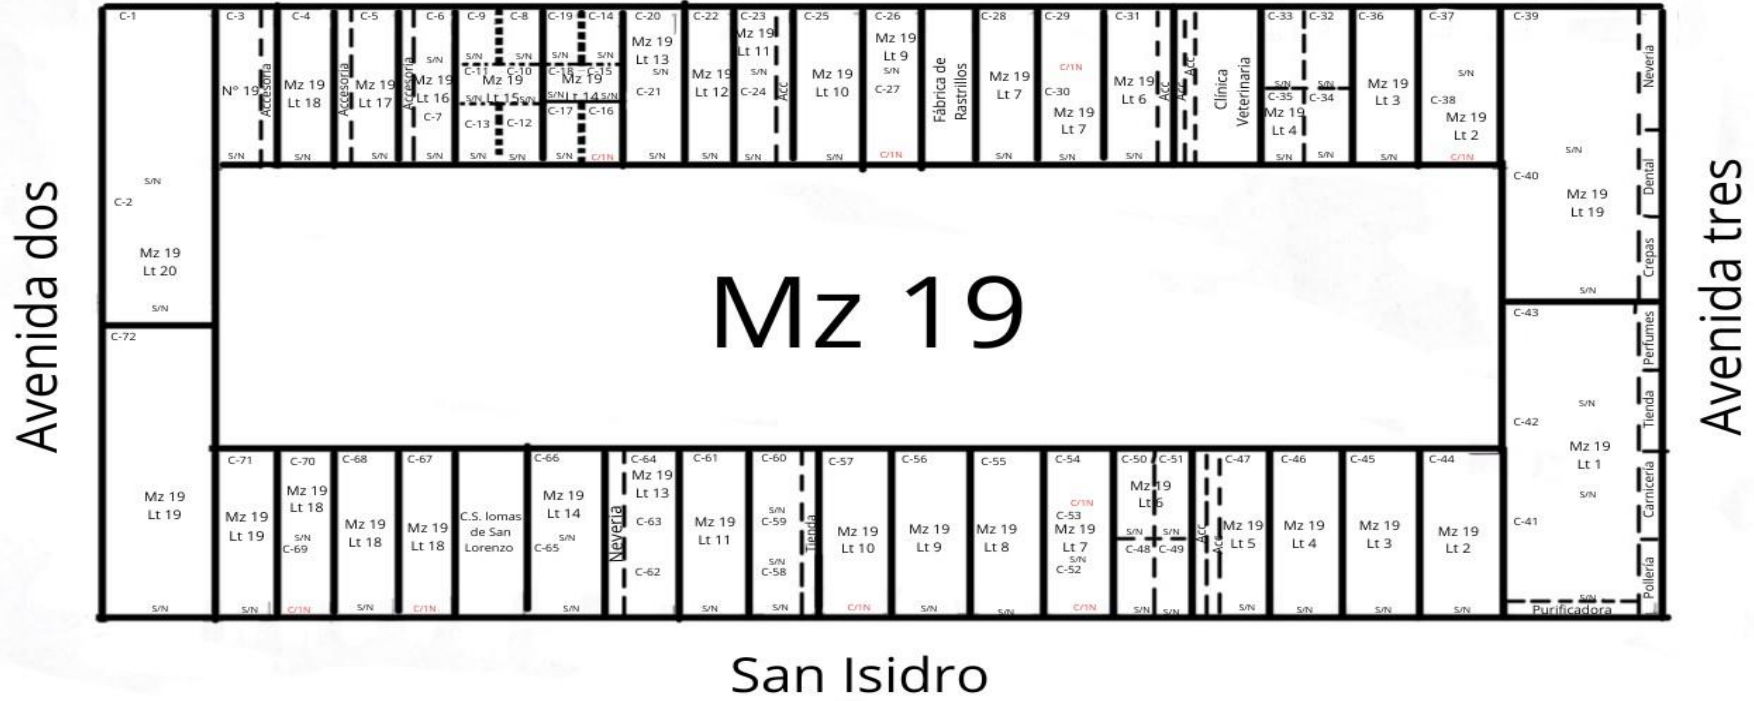 C-1
S/N
C-2
Mz 19
Lt 20
S/N
C-3
Nº 19
Accesoria
S/N
C-4
Mz 19
Lt 18
S/N
C-5
Accesoria
Mz 19
Lt 17
S/N
C-6
S/N
Accesoria
Mz 19
Lt 16
C-7
S/N
C-9
C-8
S/N
S/N
C-11
C-10
Mz 19
S/N
Lt 15
S/N
C-13
C-12
S/N
S/N
C-19
C-14
S/N
S/N
C-18
C-15
Mz 19
S/N
Lt 14
S/N
C-17
C-16
S/N
C/1N
C-20
Mz 19
Lt 13
S/N
C-21
S/N
C-22
Mz 19
Lt 12
S/N
C-23
Mz 19
Lt 11
S/N
C-24
Acc
S/N
C-25
Mz 19
Lt 10
S/N
C-26
Mz 19
Lt 9
S/N
C-27
C/1N
Fábrica de
Rastrillos
C-28
Mz 19
Lt 7
S/N
C-29
C/1N
C-30
Mz 19
Lt 7
S/N
C-31
Mz 19
Lt 6
S/N
Acc
Acc
Acc
Clínica
Veterinaria
C-33
C-32
S/N
S/N
C-35
C-34
Mz 19
Lt 4
S/N
S/N
C-36
Mz 19
Lt 3
S/N
C-37
S/N
C-38
Mz 19
Lt 2
C/1N
C-39
S/N
C-40
Mz 19
Lt 19
S/N
Nevería
Dental
Crepas
Avenida dos
Mz 19
Avenida tres
C-72
Mz 19
Lt 19
S/N
C-71
Mz 19
Lt 19
S/N
C-70
Mz 19
Lt 18
S/N
C-69
C/1N
C-68
Mz 19
Lt 18
S/N
C-67
Mz 19
Lt 18
C/1N
C.S. lomas
de San
Lorenzo
C-66
Mz 19
Lt 14
S/N
C-65
S/N
Nevería
C-64
Mz 19
Lt 13
C-63
C-62
C-61
Mz 19
Lt 11
S/N
C-60
S/N
C-59
S/N
C-58
S/N
Tienda
C-57
Mz 19
Lt 10
C/1N
C-56
Mz 19
Lt 9
S/N
C-55
Mz 19
Lt 8
S/N
C-54
C/1N
C-53
Mz 19
Lt 7
S/N
C-52
C/1N
C-50
C-51
Mz 19
Lt 6
S/N
S/N
C-48
C-49
S/N
S/N
Acc
Acc
C-47
Mz 19
Lt 5
S/N
C-46
Mz 19
Lt 4
S/N
C-45
Mz 19
Lt 3
S/N
C-44
Mz 19
Lt 2
S/N
C-43
S/N
C-42
Mz 19
Lt 1
S/N
C-41
S/N
Purificadora
Perfumes
Tienda
Carnicería
Pollería
San Isidro